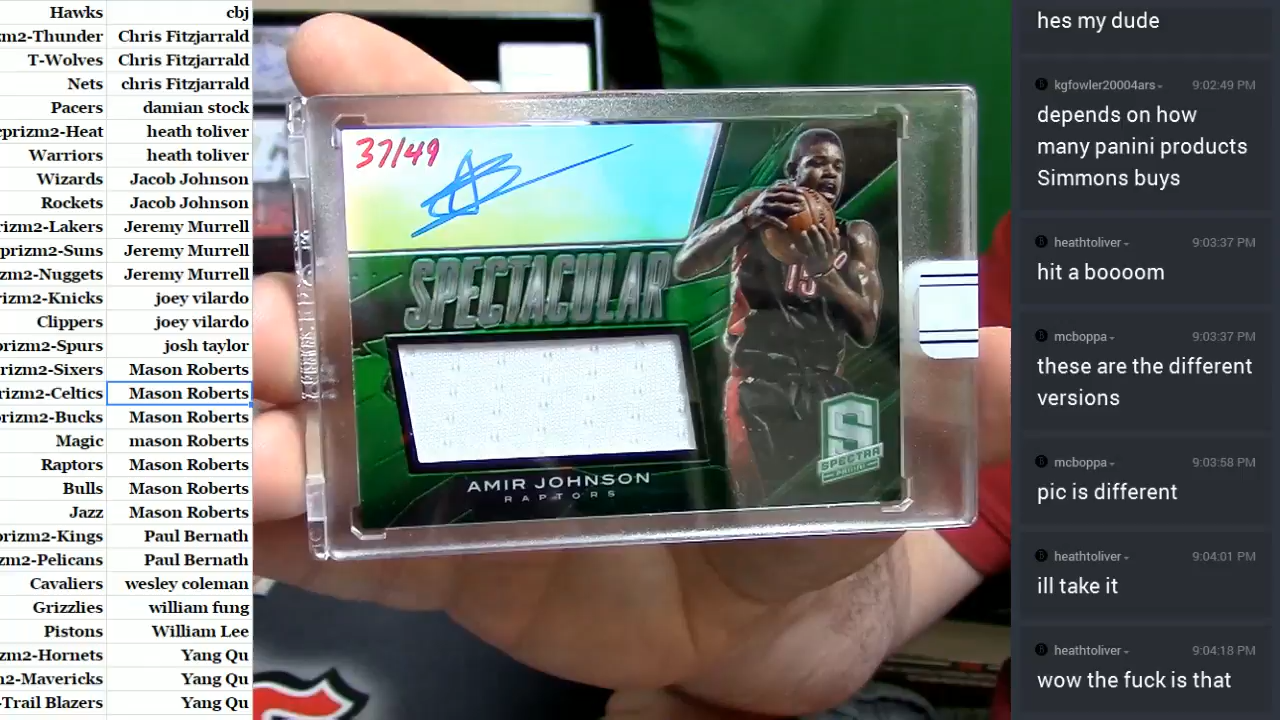 Hawks cbj
zm2-Thunder Chris Fitzjarrald
T-Wolves Chris Fitzjarrald
Nets chris Fitzjarrald
Pacers damian stock
cprizm2-Heat heath toliver
Warriors heath toliver
Wizards Jacob Johnson
Rockets Jacob Johnson
rizm2-Lakers Jeremy Murrell
prizm2-Suns Jeremy Murrell
zm2-Nuggets Jeremy Murrell
rizm2-Knicks joey vilardo
Clippers joey vilardo
prizm2-Spurs josh taylor
rizm2-Sixers Mason Roberts
rizm2-Celtics Mason Roberts
prizm2-Bucks Mason Roberts
Magic mason Roberts
Raptors Mason Roberts
Bulls Mason Roberts
Jazz Mason Roberts
prizm2-Kings Paul Bernath
prizm2-Pelicans Paul Bernath
Cavaliers wesley coleman
Grizzlies william fung
Pistons William Lee
zm2-Hornets Yang Qu
n2-Mavericks Yang Qu
-Trail Blazers Yang Qu
37/49
SPECTACULAR
15
AMIR JOHNSON
RAPTORS
S
SPECTRA
hes my dude
kgfowler20004ars 9:02:49 PM
depends on how
many panini products
Simmons buys
heathtoliver 9:03:37 PM
hit a boooom
mcboppa 9:03:37 PM
these are the different
versions
mcboppa 9:03:58 PM
pic is different
heathtoliver 9:04:01 PM
ill take it
heathtoliver 9:04:18 PM
wow the fuck is that